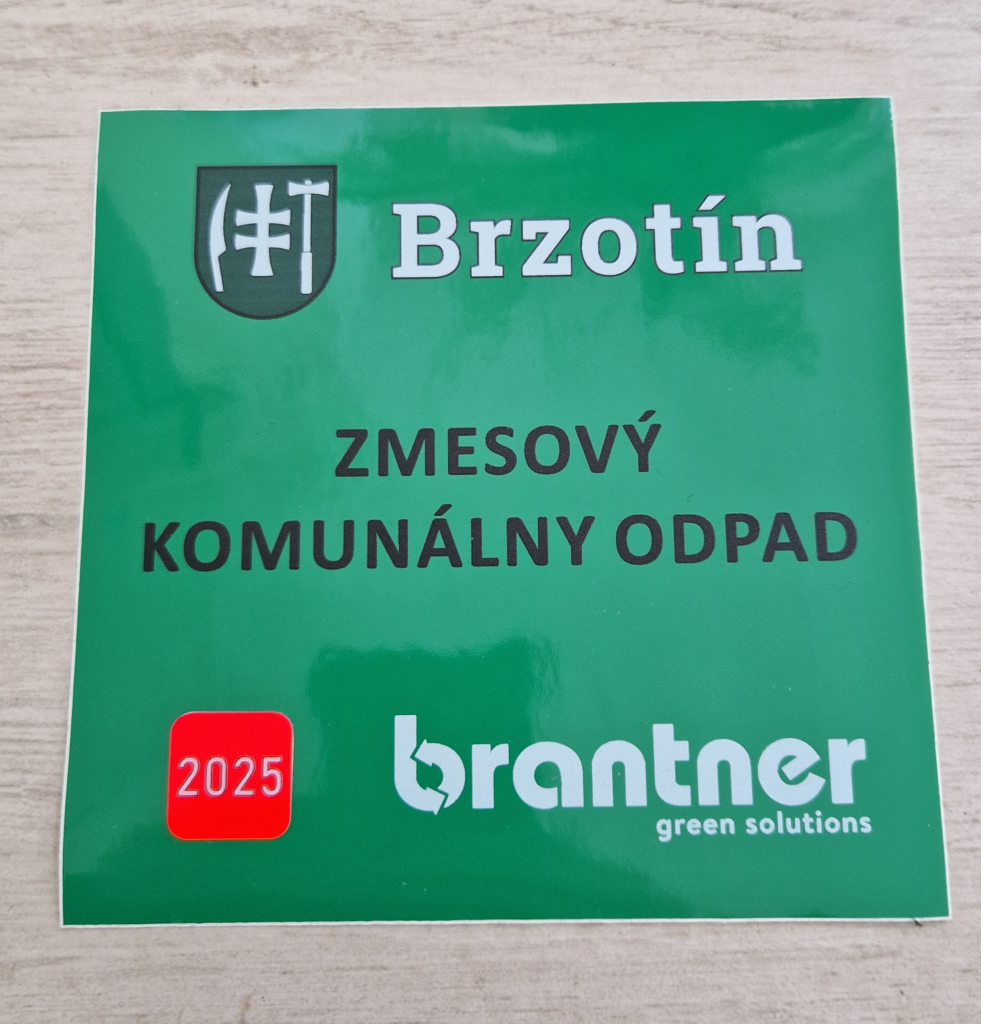 Brzotín
ZMESOVÝ
KOMUNÁLNY ODPAD
2025
brantner
green solutions